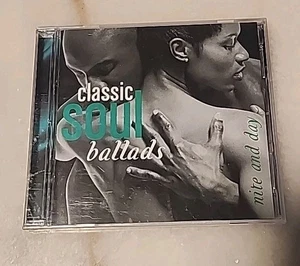 classic
soul
ballads
nite and day